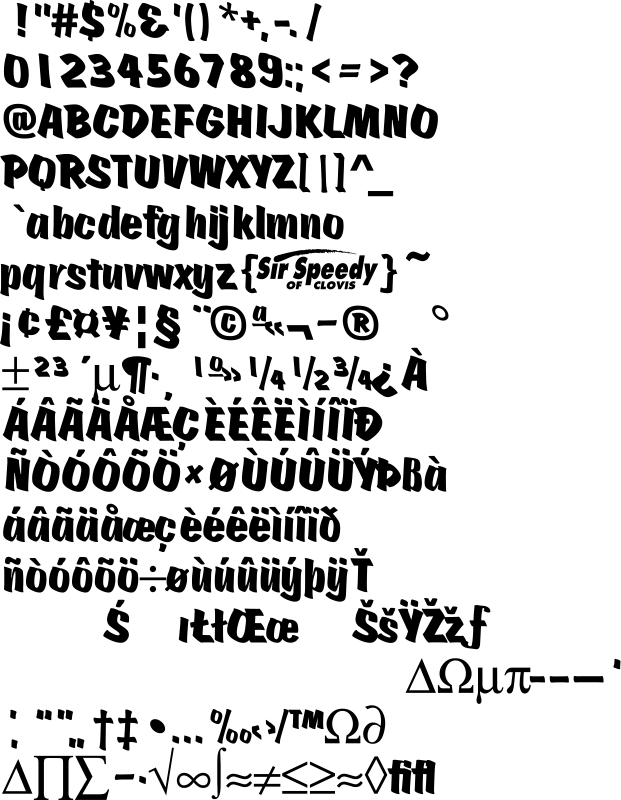 !"#$%&'()*+,-./
0123456789:;<=>?
@ABCDEFGHIJKLMNO
PQRSTUVWXYZ[|]^_
`abcdefghijklmno
pqrstuvwxyz{Sir Speedy OF CLOVIS}~
¡¢£¤¥¦§¨©ª«¬-® °
±²³´µ¶·¸¹º»¼½¾¿À
ÁÂÃÄÅÆÇÈÉÊËÌÍÎÏÐ
ÑÒÓÔÕÖ×ØÙÚÛÜÝÞßà
áâãäåæçèéêëìíîïð
ñòóôõö÷øùúûüýþÿŤ
Ś ıŁłŒœ ŠšŸŽžƒ
ΔΩμπ–——‘
’‚“”„†‡•…‰‹›⁄™Ω∂
∆∏∑−∙√∞∫≈≠≤≥≈◊ﬁﬂ